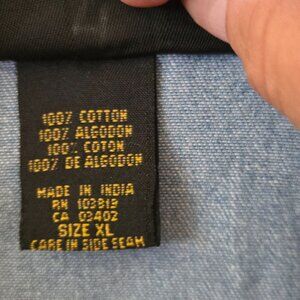 100% COTTON
100% ALGODON
100% COTON
100% DE ALGODON
MADE IN INDIA
RN 103819
CA 03402
SIZE XL
CARE IN SIDE SEAM